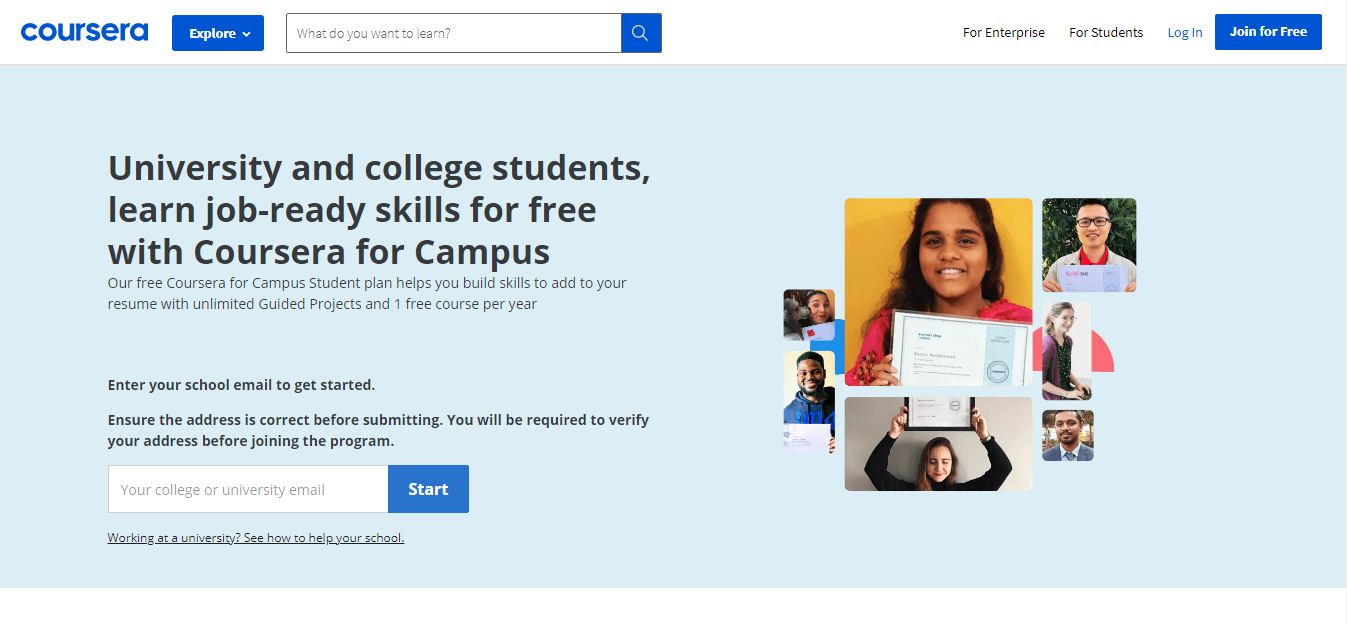 coursera
Explore
What do you want to learn?
For Enterprise
For Students
Log In
Join for Free
University and college students,
learn job-ready skills for free
with Coursera for Campus
Our free Coursera for Campus Student plan helps you build skills to add to your
resume with unlimited Guided Projects and 1 free course per year
Enter your school email to get started.
Ensure the address is correct before submitting. You will be required to verify
your address before joining the program.
Your college or university email
Start
Working at a university? See how to help your school.